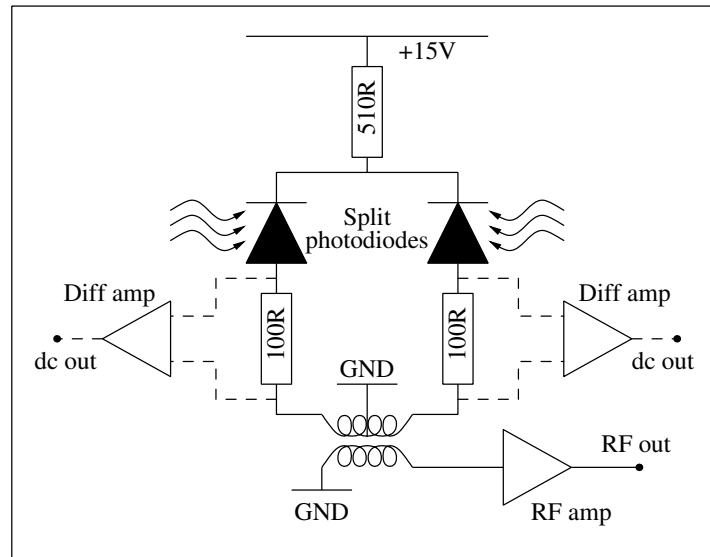 +15V
510R
Split
photodiodes
Diff amp
Diff amp
100R
100R
dc out
dc out
GND
RF out
GND
RF amp